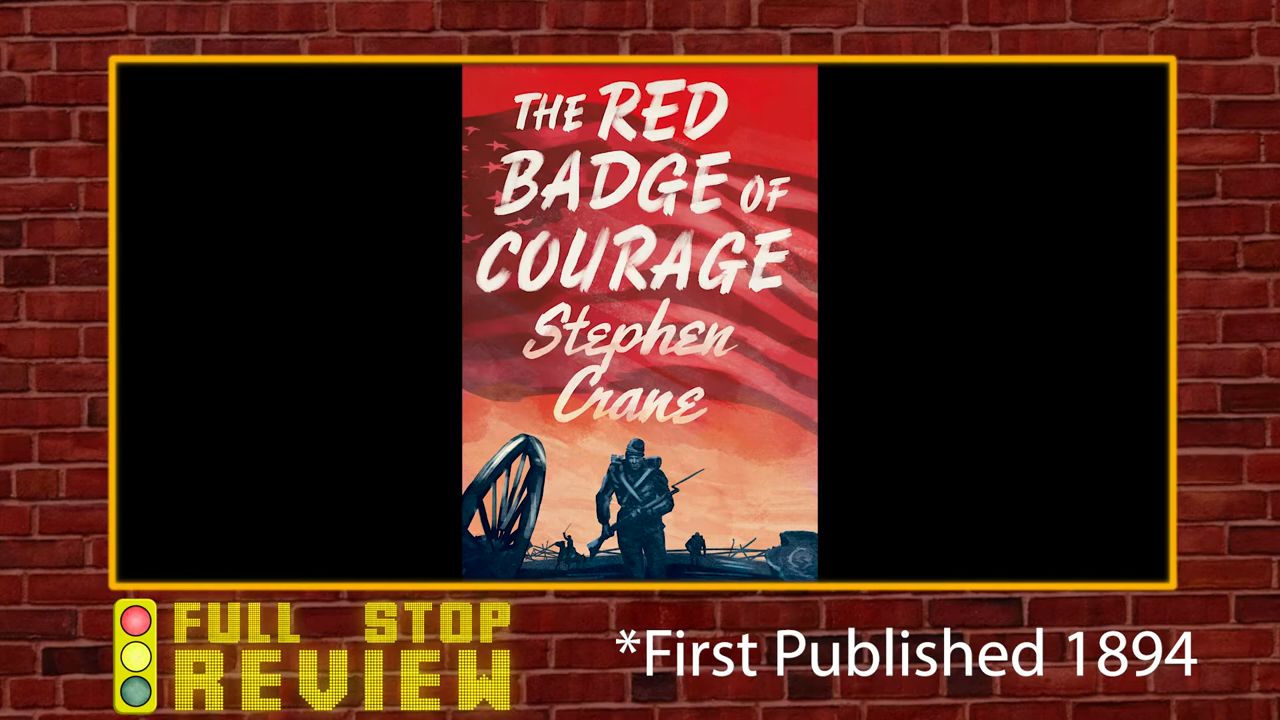 THE RED
BADGE OF
COURAGE
Stephen
Crane
FULL STOP
REVIEW
*First Published 1894